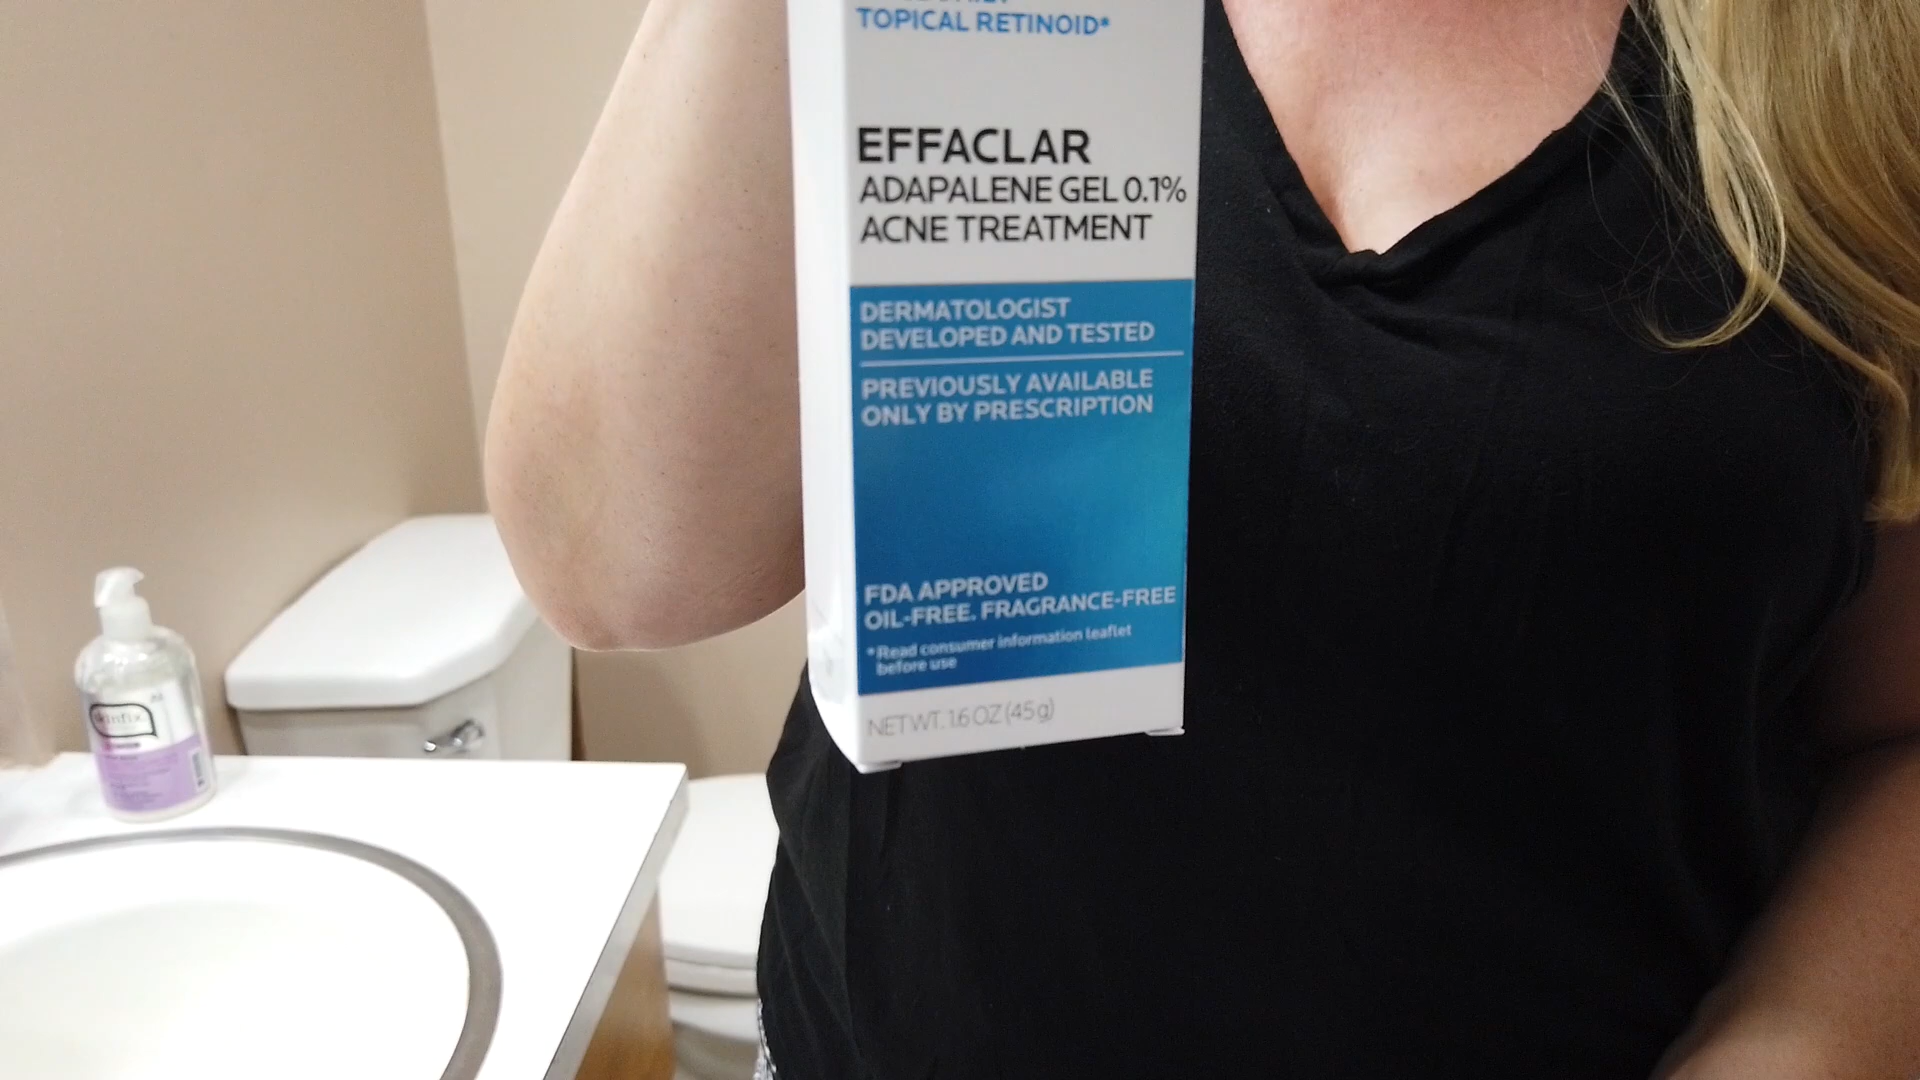 TOPICAL RETINOID*
EFFACLAR
ADAPALENE GEL 0.1%
ACNE TREATMENT
DERMATOLOGIST
DEVELOPED AND TESTED
PREVIOUSLY AVAILABLE
ONLY BY PRESCRIPTION
FDA APPROVED
OIL-FREE. FRAGRANCE-FREE
*Read consumer information leaflet
before use
NET WT. 1.6 OZ (45 g)
skinfix